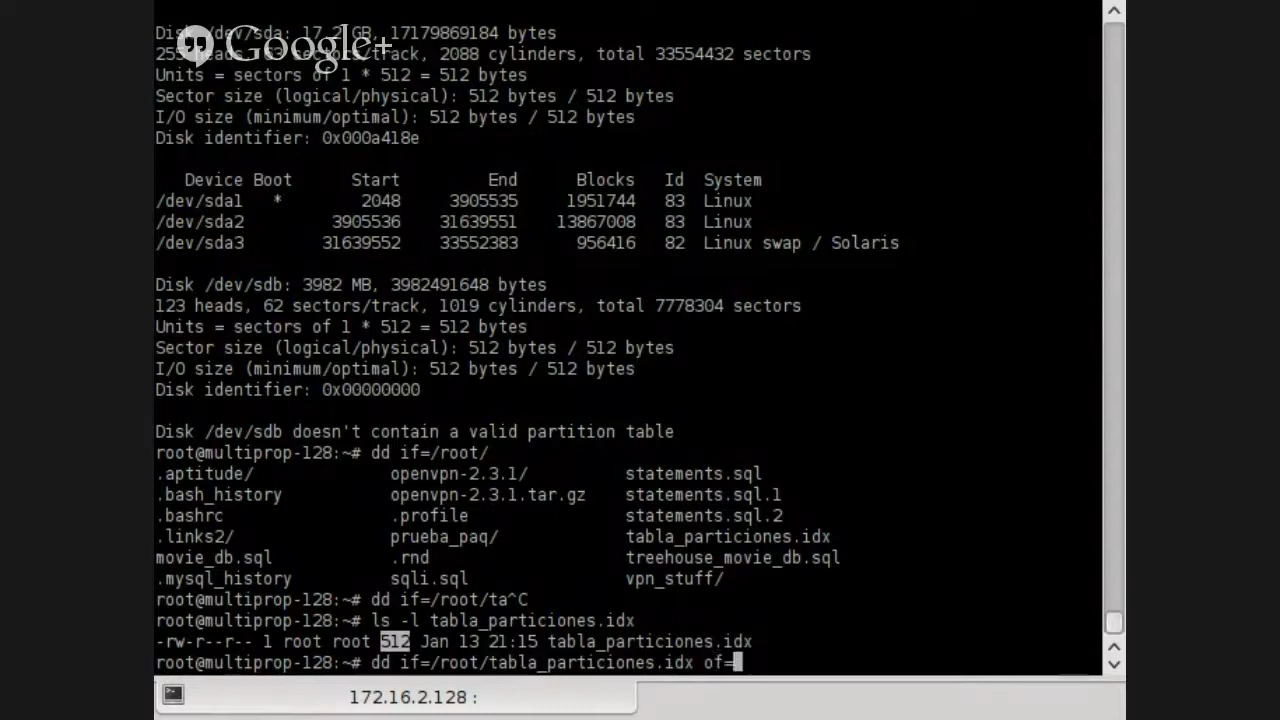 Disk /dev/sda: 17.2 GB, 17179869184 bytes
Google+
255 heads, 63 sectors/track, 2088 cylinders, total 33554432 sectors
Units = sectors of 1 * 512 = 512 bytes
Sector size (logical/physical): 512 bytes / 512 bytes
I/O size (minimum/optimal): 512 bytes / 512 bytes
Disk identifier: 0x000a418e
Device Boot Start End Blocks Id System
/dev/sda1 * 2048 3905535 1951744 83 Linux
/dev/sda2 3905536 31639551 13867008 83 Linux
/dev/sda3 31639552 33552383 956416 82 Linux swap / Solaris
Disk /dev/sdb: 3982 MB, 3982491648 bytes
123 heads, 62 sectors/track, 1019 cylinders, total 7778304 sectors
Units = sectors of 1 * 512 = 512 bytes
Sector size (logical/physical): 512 bytes / 512 bytes
I/O size (minimum/optimal): 512 bytes / 512 bytes
Disk identifier: 0x00000000
Disk /dev/sdb doesn't contain a valid partition table
root@multiprop-128:~# dd if=/root/
.aptitude/ openvpn-2.3.1/ statements.sql
.bash_history openvpn-2.3.1.tar.gz statements.sql.1
.bashrc .profile statements.sql.2
.links2/ prueba_paq/ tabla_particiones.idx
movie_db.sql .rnd treehouse_movie_db.sql
.mysql_history sqli.sql vpn_stuff/
root@multiprop-128:~# dd if=/root/ta^C
root@multiprop-128:~# ls -l tabla_particiones.idx
-rw-r--r-- 1 root root 512 Jan 13 21:15 tabla_particiones.idx
root@multiprop-128:~# dd if=/root/tabla_particiones.idx of=
172.16.2.128 :